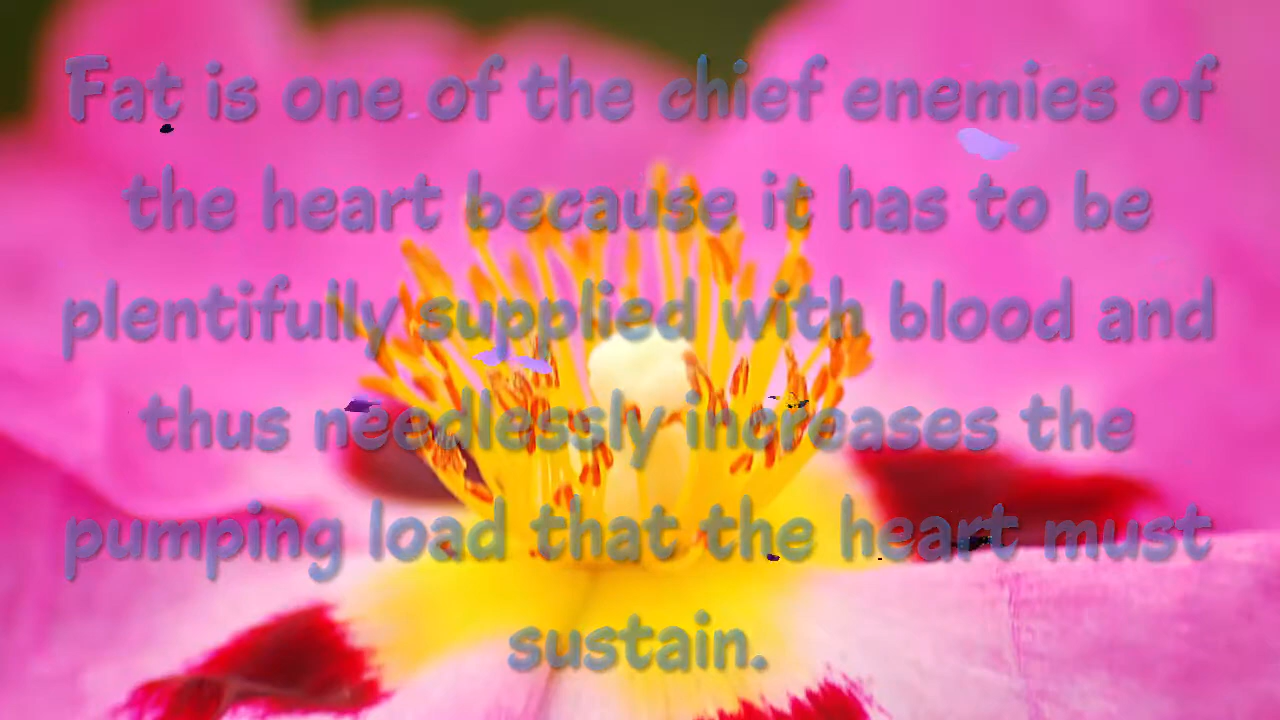 Fat is one of the chief enemies of
the heart because it has to be
plentifully supplied with blood and
thus needlessly increases the
pumping load that the heart must
sustain.